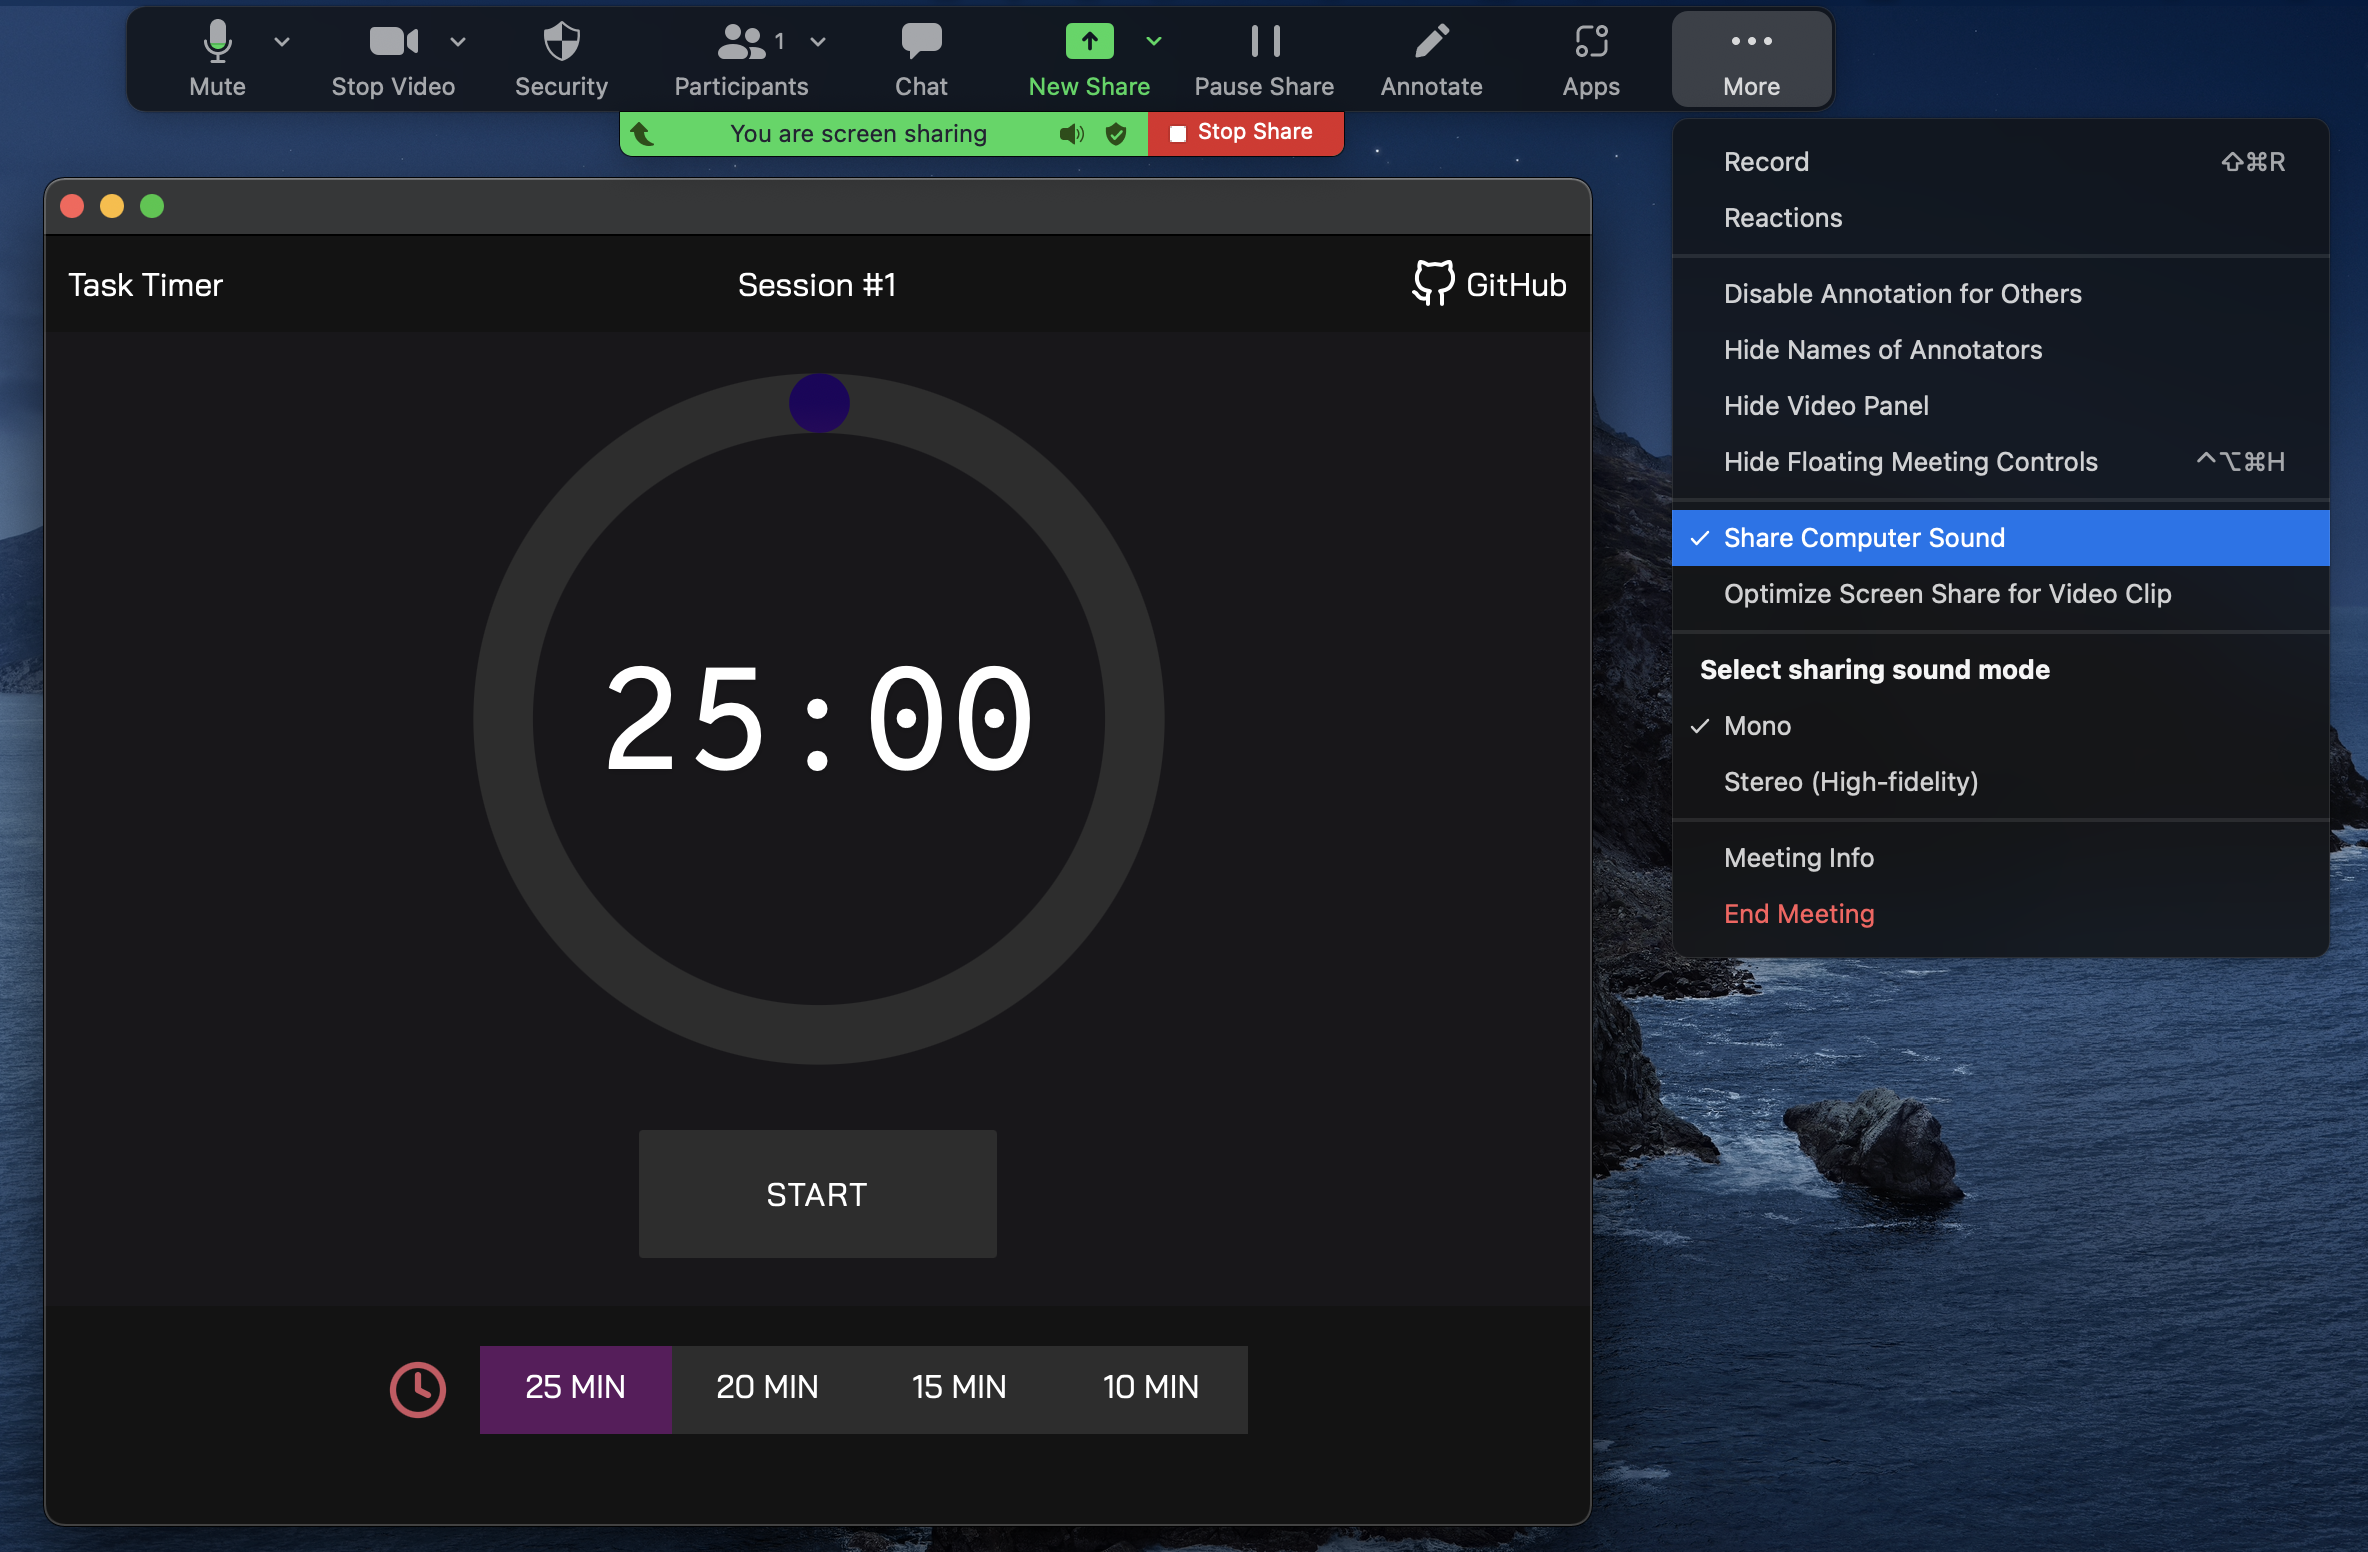 Mute
Stop Video
Security
Participants
1
Chat
New Share
Pause Share
Annotate
Apps
More
You are screen sharing
Stop Share
Record ⇧⌘R
Reactions
Disable Annotation for Others
Hide Names of Annotators
Hide Video Panel
Hide Floating Meeting Controls ^⌥⌘H
Share Computer Sound
Optimize Screen Share for Video Clip
Select sharing sound mode
Mono
Stereo (High-fidelity)
Meeting Info
End Meeting
Task Timer
Session #1
GitHub
25:00
START
25 MIN
20 MIN
15 MIN
10 MIN